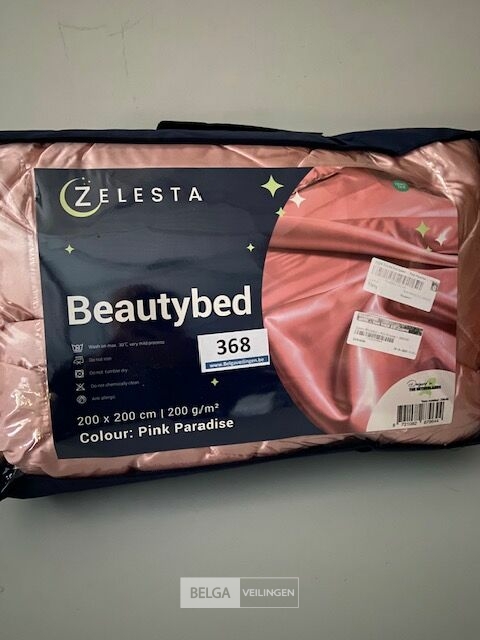 ZELESTA
Beautybed
368
www.Belgaveilingen.be
Wash on max. 30°C very mild process
Do not iron
Do not tumble dry
Do not chemically clean
Anti allergic
200 x 200 cm | 200 g/m²
Colour: Pink Paradise
Designed in
THE NETHERLANDS
BELGA VEILINGEN